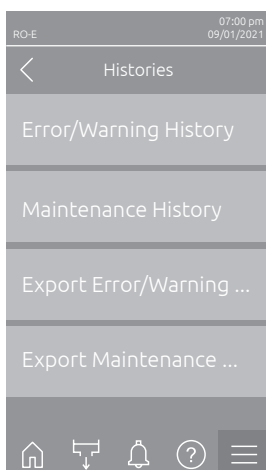 07:00 pm
RO-E 09/01/2021
Histories
Error/Warning History
Maintenance History
Export Error/Warning ...
Export Maintenance ...
?